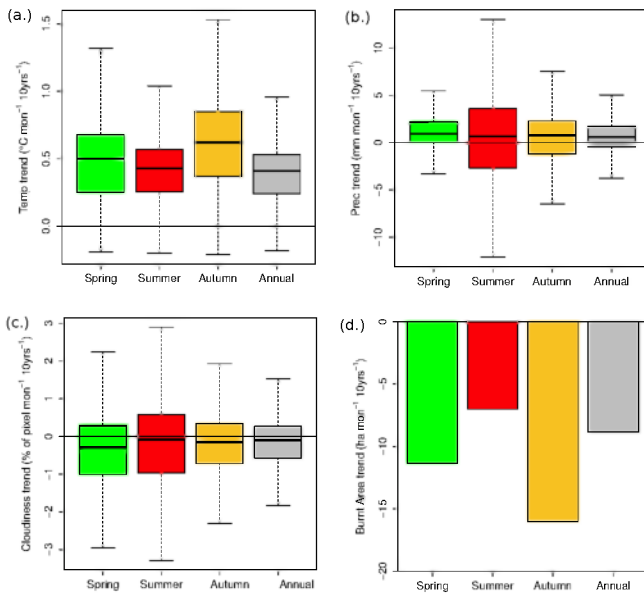 (a.)
Temp trend (°C mon⁻¹ 10yrs⁻¹)
1.5
1.0
0.5
0.0
Spring Summer Autumn Annual
(b.)
Prec trend (mm mon⁻¹ 10yrs⁻¹)
10
5
0
−5
−10
Spring Summer Autumn Annual
(c.)
Cloudiness trend (% of pixel mon⁻¹ 10yrs⁻¹)
3
2
1
0
−1
−2
−3
Spring Summer Autumn Annual
(d.)
Burnt Area trend (ha mon⁻¹ 10yrs⁻¹)
0
−5
−10
−15
−20
Spring Summer Autumn Annual